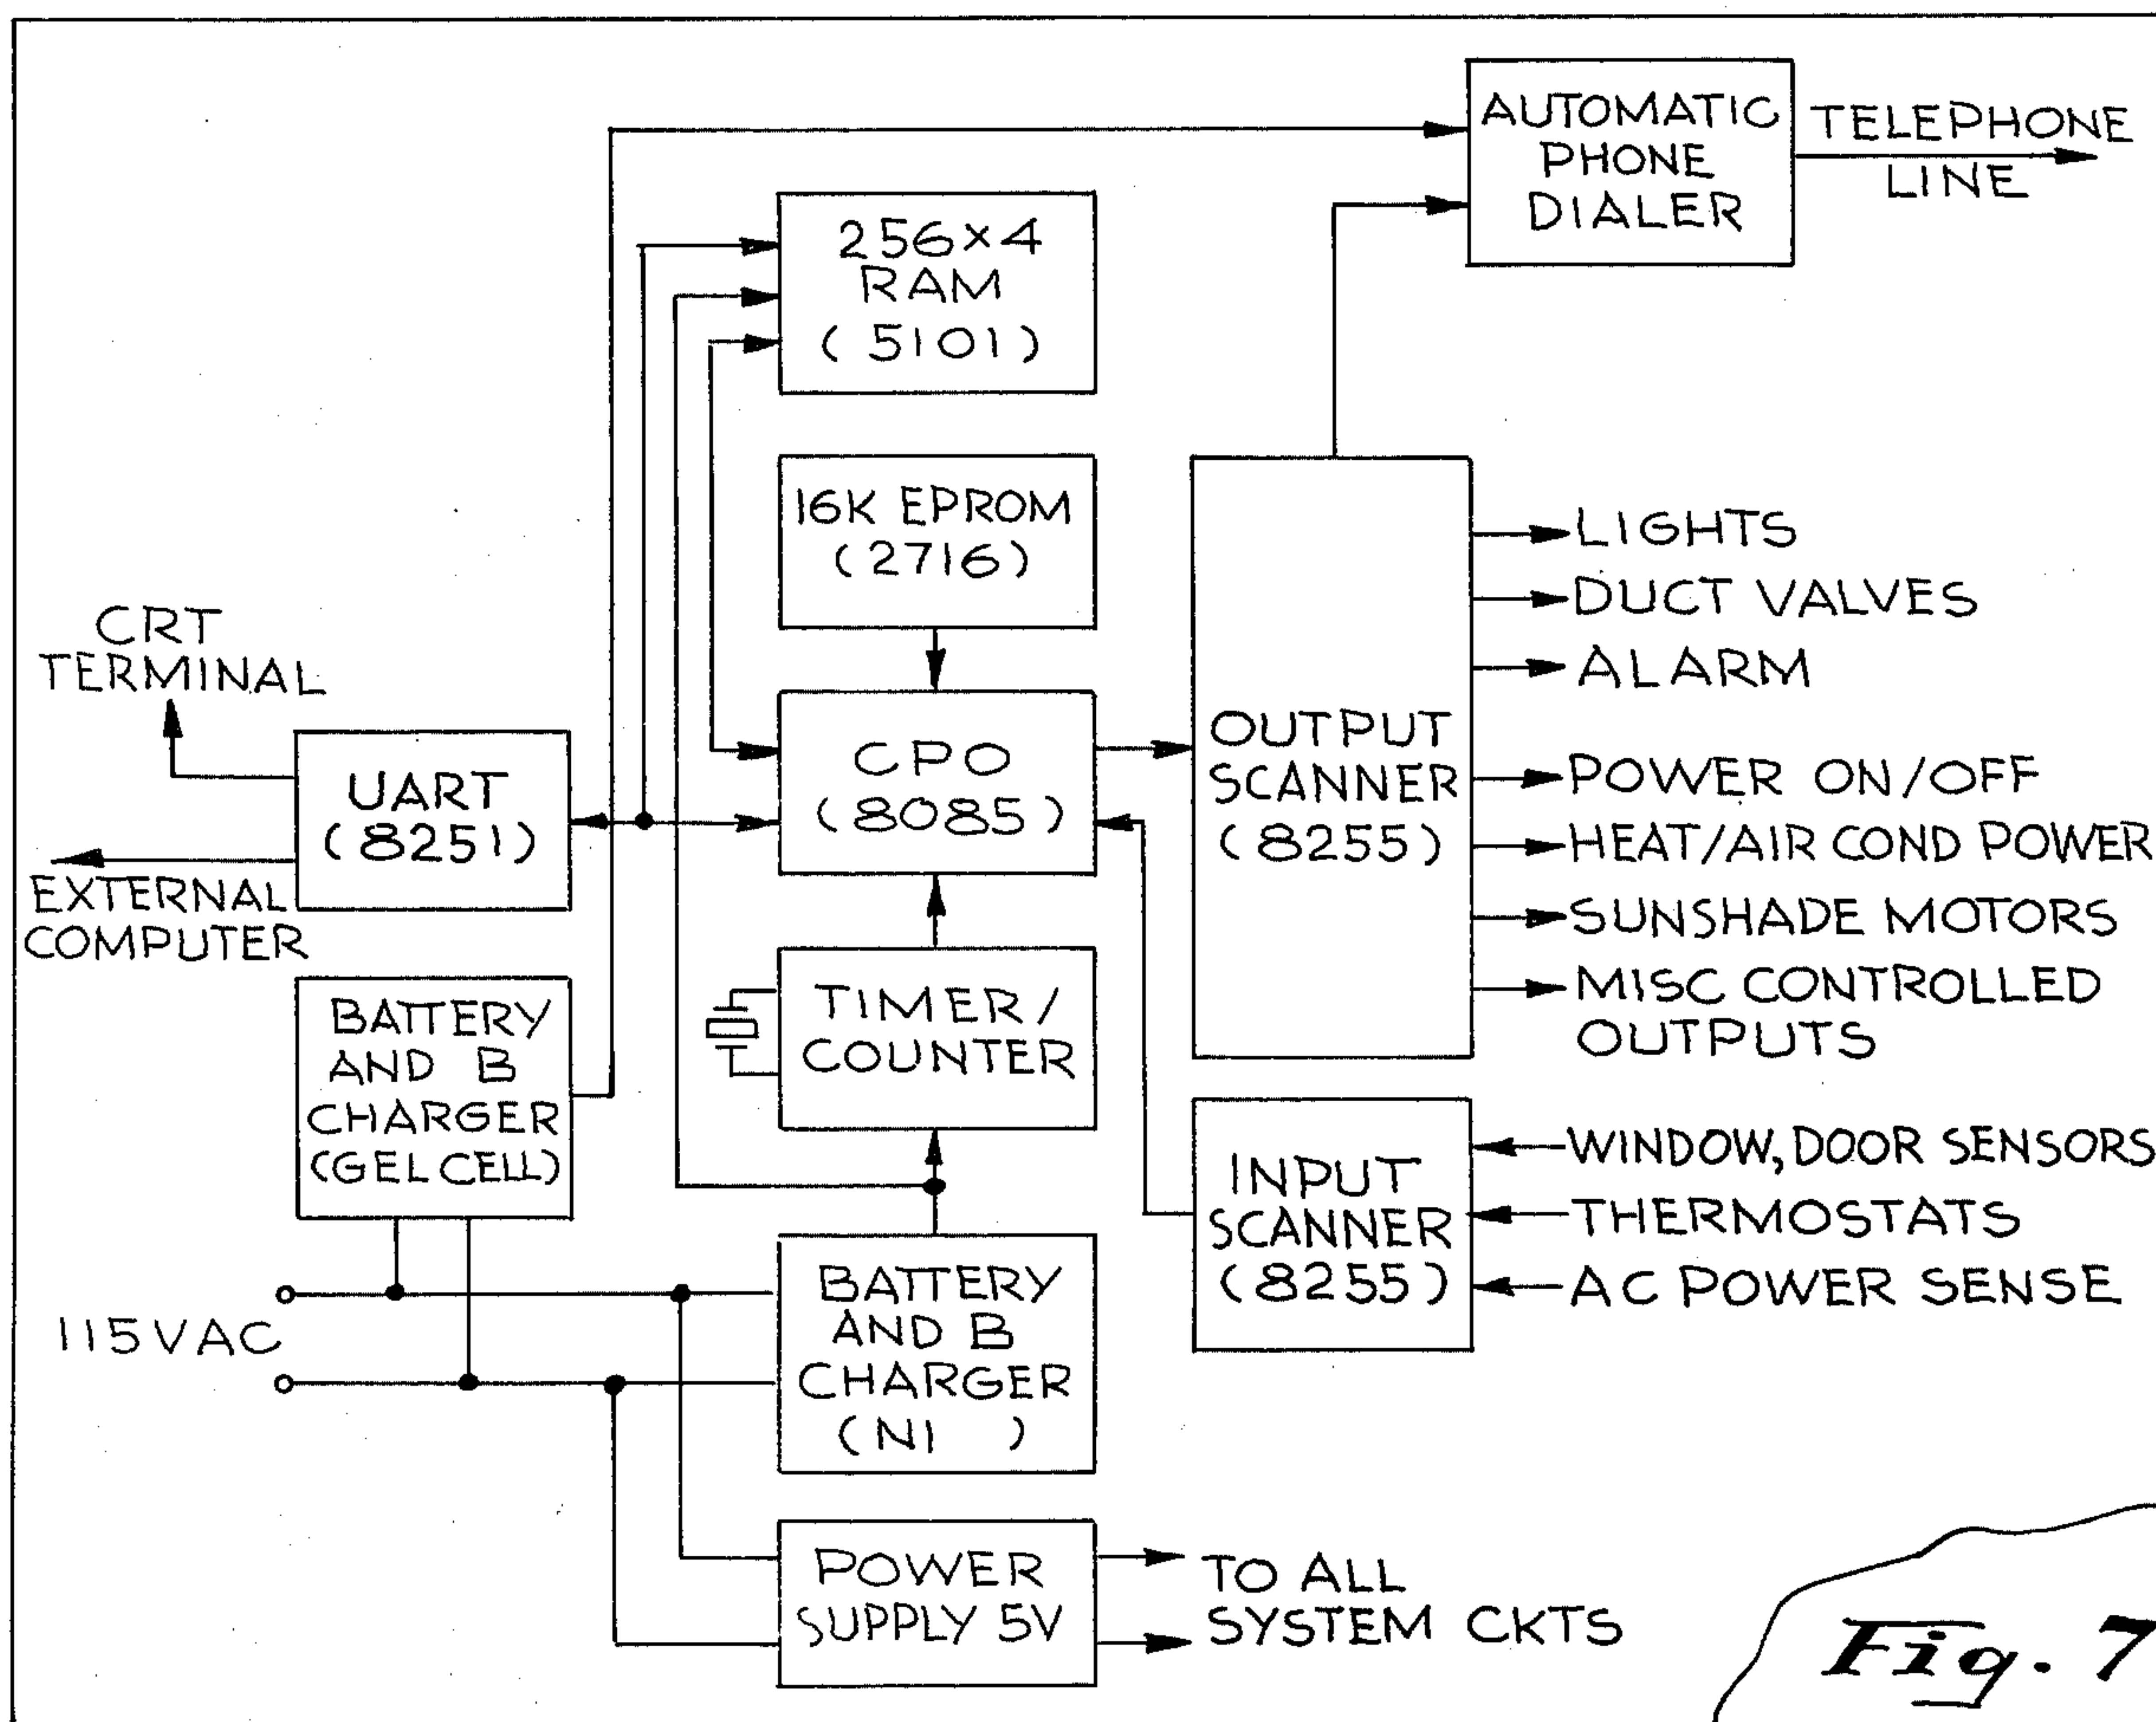 AUTOMATIC
PHONE
DIALER
TELEPHONE
LINE
256×4
RAM
(5101)
16K EPROM
(2716)
CRT
TERMINAL
UART
(8251)
EXTERNAL
COMPUTER
CPO
(8085)
OUTPUT
SCANNER
(8255)
LIGHTS
DUCT VALVES
ALARM
POWER ON/OFF
HEAT/AIR COND POWER
SUNSHADE MOTORS
MISC CONTROLLED
OUTPUTS
BATTERY
AND B
CHARGER
(GEL CELL)
TIMER/
COUNTER
INPUT
SCANNER
(8255)
WINDOW, DOOR SENSORS
THERMOSTATS
AC POWER SENSE
115VAC
BATTERY
AND B
CHARGER
(NI )
POWER
SUPPLY 5V
TO ALL
SYSTEM CKTS
Fig. 7